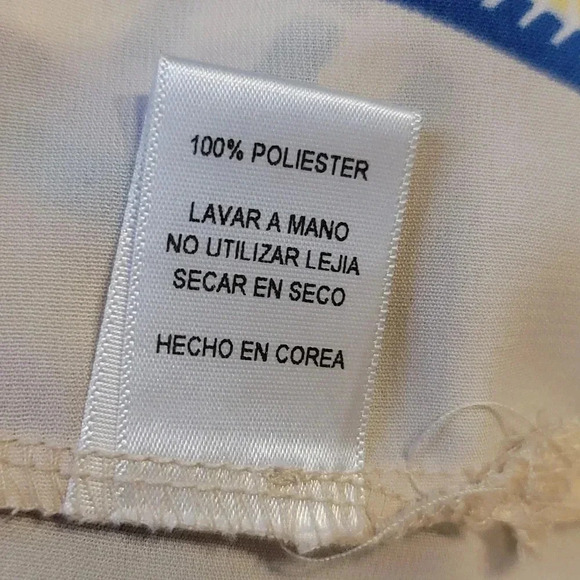 100% POLIESTER
LAVAR A MANO
NO UTILIZAR LEJIA
SECAR EN SECO
HECHO EN COREA